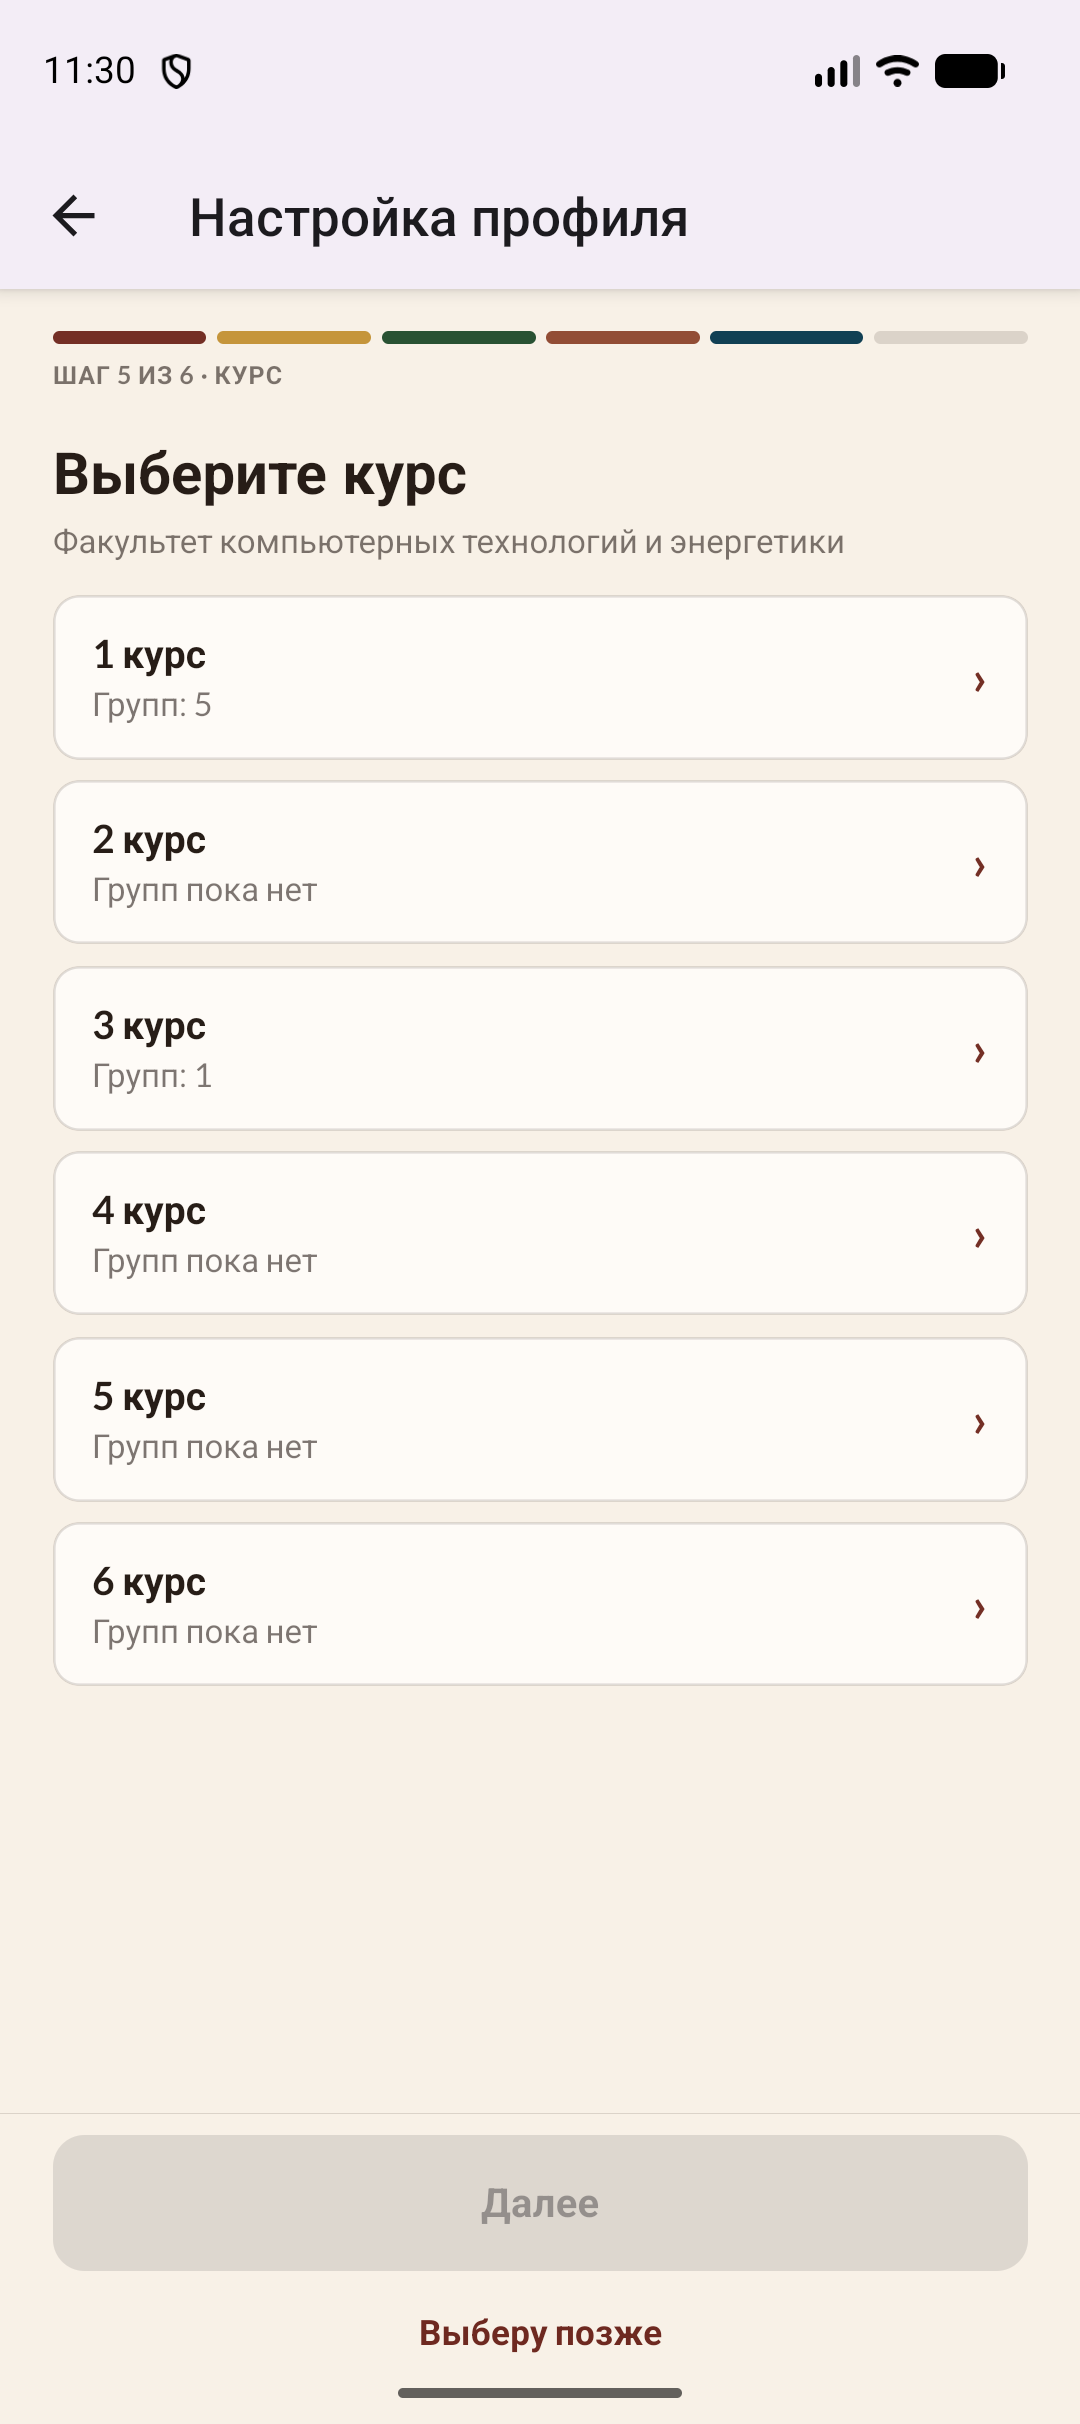 11:30
Настройка профиля
ШАГ 5 ИЗ 6 · КУРС
Выберите курс
Факультет компьютерных технологий и энергетики
1 курс
Групп: 5
›
2 курс
Групп пока нет
›
3 курс
Групп: 1
›
4 курс
Групп пока нет
›
5 курс
Групп пока нет
›
6 курс
Групп пока нет
›
Далее
Выберу позже